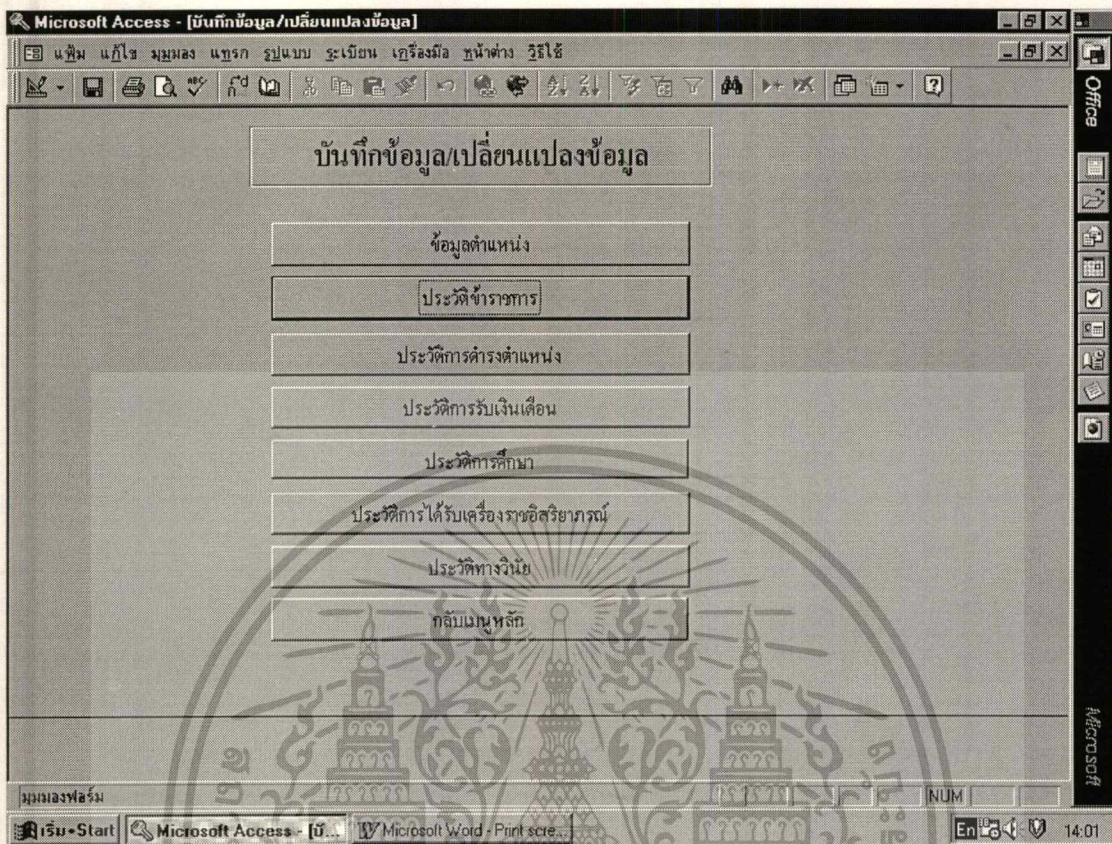 Microsoft Access - [บันทึกข้อมูล/เปลี่ยนแปลงข้อมูล]
แฟ้ม แก้ไข มุมมอง แทรก รูปแบบ ระเบียน เครื่องมือ หน้าต่าง วิธีใช้
Office
บันทึกข้อมูล/เปลี่ยนแปลงข้อมูล
ข้อมูลตำแหน่ง
ประวัติข้าราชการ
ประวัติการดำรงตำแหน่ง
ประวัติการรับเงินเดือน
ประวัติการศึกษา
ประวัติการได้รับเครื่องราชอิสริยาภรณ์
ประวัติทางวินัย
กลับเมนูหลัก
Microsoft
มุมมองฟอร์ม
NUM
เริ่ม•Start
Microsoft Access - [บั...
Microsoft Word - Print scre...
En
14:01